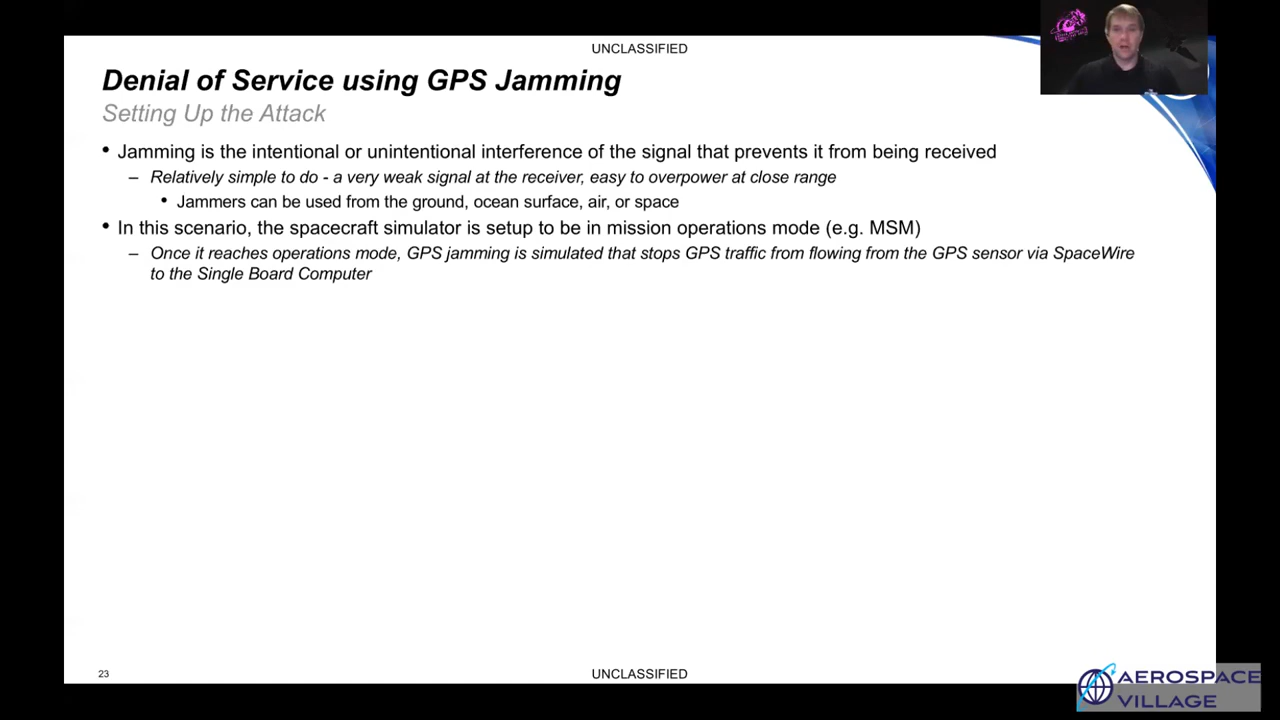 UNCLASSIFIED
Denial of Service using GPS Jamming
Setting Up the Attack
• Jamming is the intentional or unintentional interference of the signal that prevents it from being received
– Relatively simple to do - a very weak signal at the receiver, easy to overpower at close range
• Jammers can be used from the ground, ocean surface, air, or space
• In this scenario, the spacecraft simulator is setup to be in mission operations mode (e.g. MSM)
– Once it reaches operations mode, GPS jamming is simulated that stops GPS traffic from flowing from the GPS sensor via SpaceWire
to the Single Board Computer
23
UNCLASSIFIED
AEROSPACE
VILLAGE